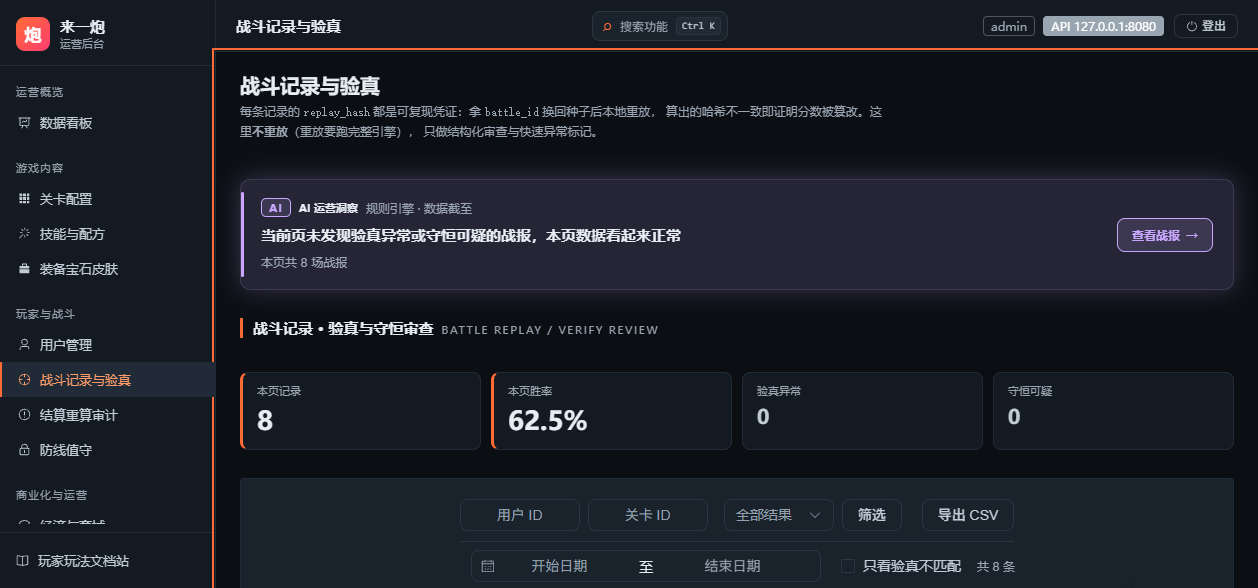 炮
来一炮
运营后台
战斗记录与验真
搜索功能 Ctrl K
admin
API 127.0.0.1:8080
登出
运营概览
数据看板
游戏内容
关卡配置
技能与配方
装备宝石皮肤
玩家与战斗
用户管理
战斗记录与验真
结算重算审计
防线值守
商业化与运营
玩家玩法文档站
战斗记录与验真
每条记录的 replay_hash 都是可复现凭证：拿 battle_id 换回种子后本地重放， 算出的哈希不一致即证明分数被篡改。这
里不重放（重放要跑完整引擎）， 只做结构化审查与快速异常标记。
AI AI 运营洞察 规则引擎 · 数据截至
当前页未发现验真异常或守恒可疑的战报，本页数据看起来正常
本页共 8 场战报
查看战报 →
战斗记录 • 验真与守恒审查 BATTLE REPLAY / VERIFY REVIEW
本页记录
8
本页胜率
62.5%
验真异常
0
守恒可疑
0
用户 ID
关卡 ID
全部结果
筛选
导出 CSV
开始日期 至 结束日期
只看验真不匹配 共 8 条